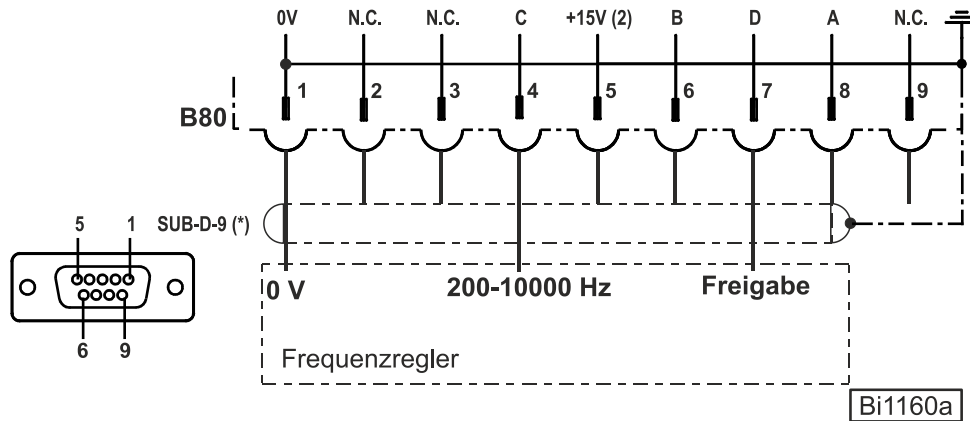 0V N.C. N.C. C +15V (2) B D A N.C.
1 2 3 4 5 6 7 8 9
B80
5 1 SUB-D-9 (*)
0 V 200-10000 Hz Freigabe
6 9
Frequenzregler
Bi1160a